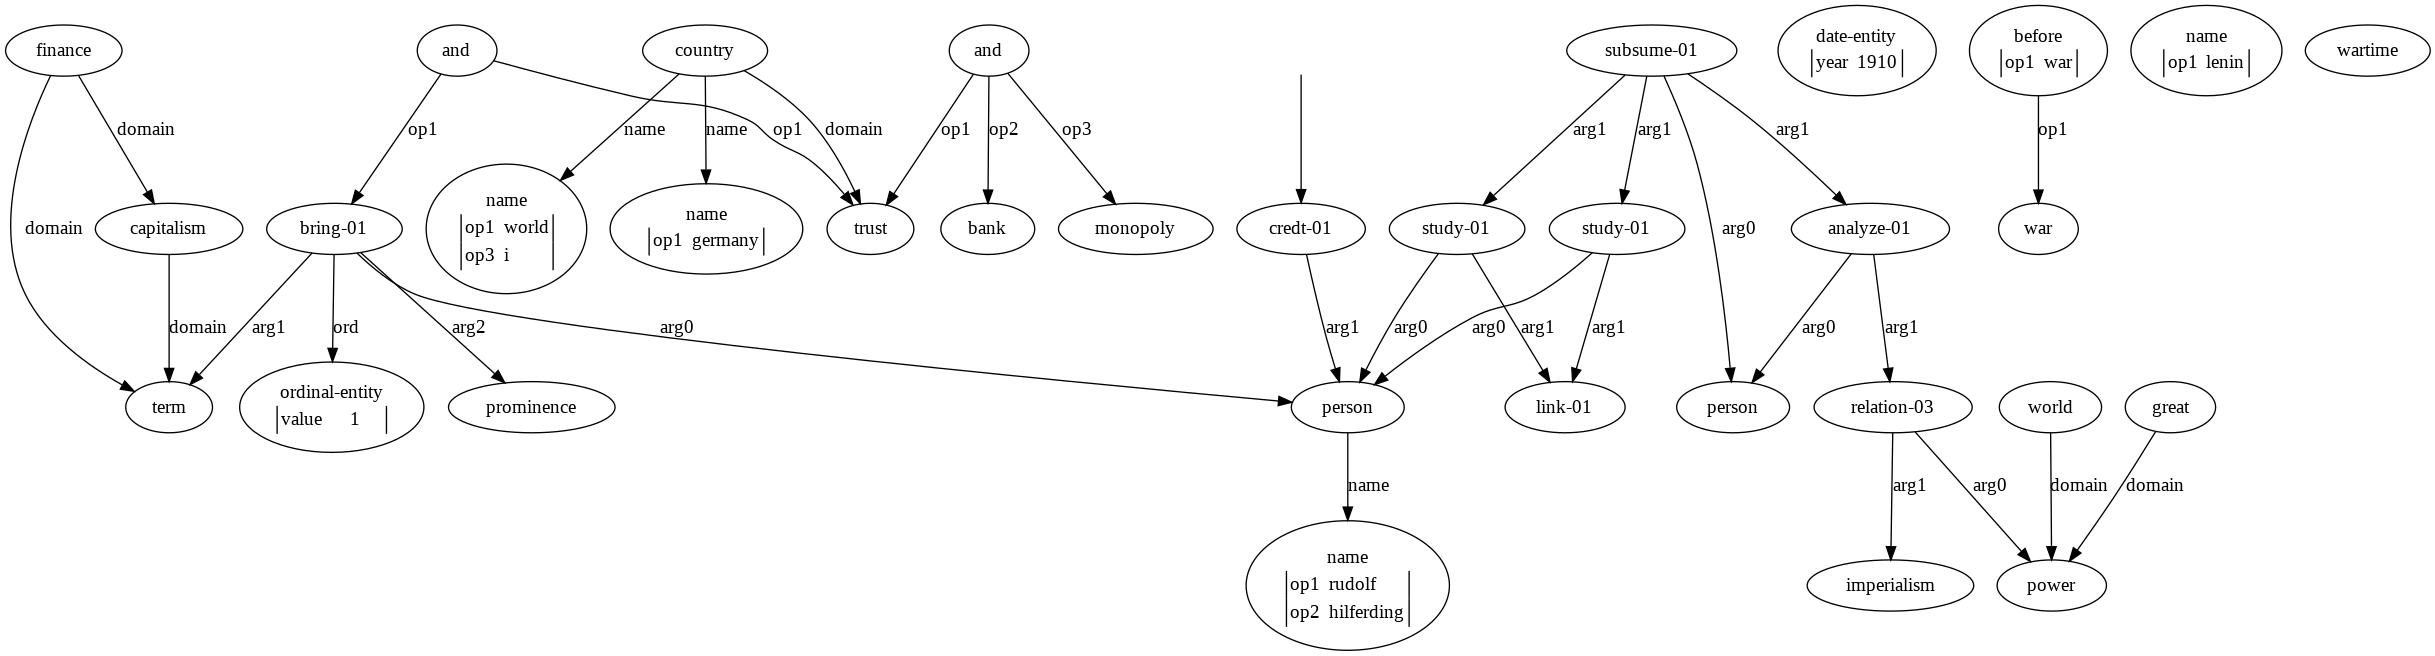 finance
and
country
and
subsume-01
date-entity
year 1910
before
op1 war
name
op1 lenin
wartime
domain
op1
name
name
op1
domain
op1
op2
op3
arg1
arg1
arg1
op1
domain
capitalism
bring-01
name
op1 world
op3 i
name
op1 germany
trust
bank
monopoly
credt-01
study-01
study-01
arg0
analyze-01
war
domain
arg1
ord
arg2
arg0
arg1
arg0
arg1
arg0
arg1
arg0
arg1
term
ordinal-entity
value 1
prominence
person
link-01
person
relation-03
world
great
name
arg1
arg0
domain
domain
name
op1 rudolf
op2 hilferding
imperialism
power